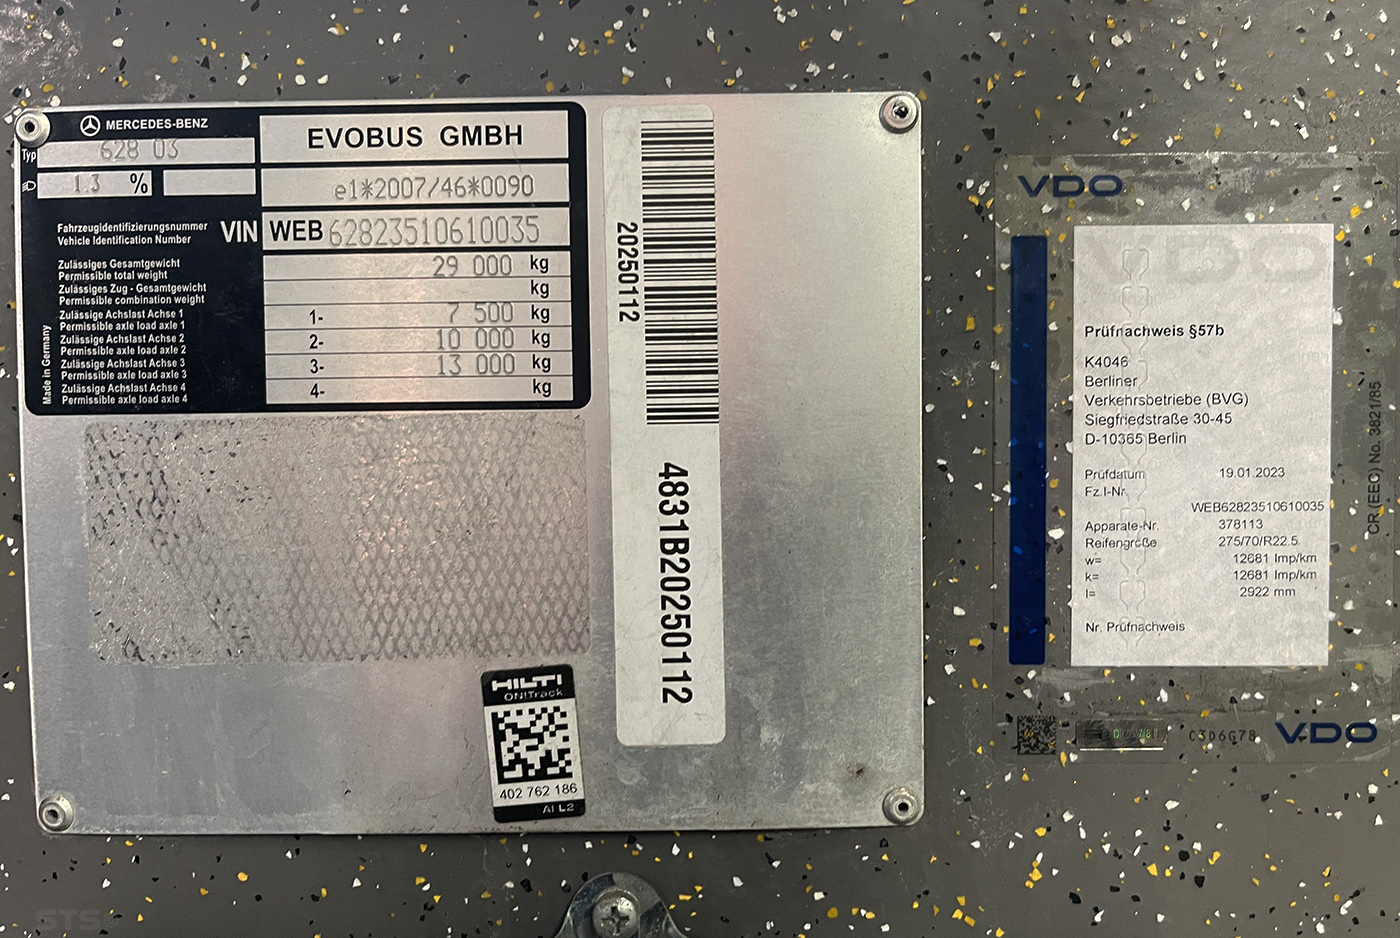 MERCEDES-BENZ
EVOBUS GMBH
Typ 628 03
1.3 %
e1*2007/46*0090
Fahrzeugidentifizierungsnummer
Vehicle Identification Number
VIN WEB 62823510610035
Zulässiges Gesamtgewicht
Permissible total weight
29 000 kg
Zulässiges Zug - Gesamtgewicht
Permissible combination weight
kg
Zulässige Achslast Achse 1
Permissible axle load axle 1
1- 7 500 kg
Zulässige Achslast Achse 2
Permissible axle load axle 2
2- 10 000 kg
Zulässige Achslast Achse 3
Permissible axle load axle 3
3- 13 000 kg
Zulässige Achslast Achse 4
Permissible axle load axle 4
4- kg
Made in Germany
20250112
4831B20250112
HILTI
ON!Track
402 762 186
AI L2
VDO
VDO
Prüfnachweis §57b
K4046
Berliner
Verkehrsbetriebe (BVG)
Siegfriedstraße 30-45
D-10365 Berlin
Prüfdatum 19.01.2023
Fz.I-Nr.
WEB62823510610035
Apparate-Nr. 378113
Reifengröße 275/70/R22.5
w= 12681 Imp/km
k= 12681 Imp/km
l= 2922 mm
Nr. Prüfnachweis
CR (EEC) No. 3821/85
C3D6G78
VDO
STS